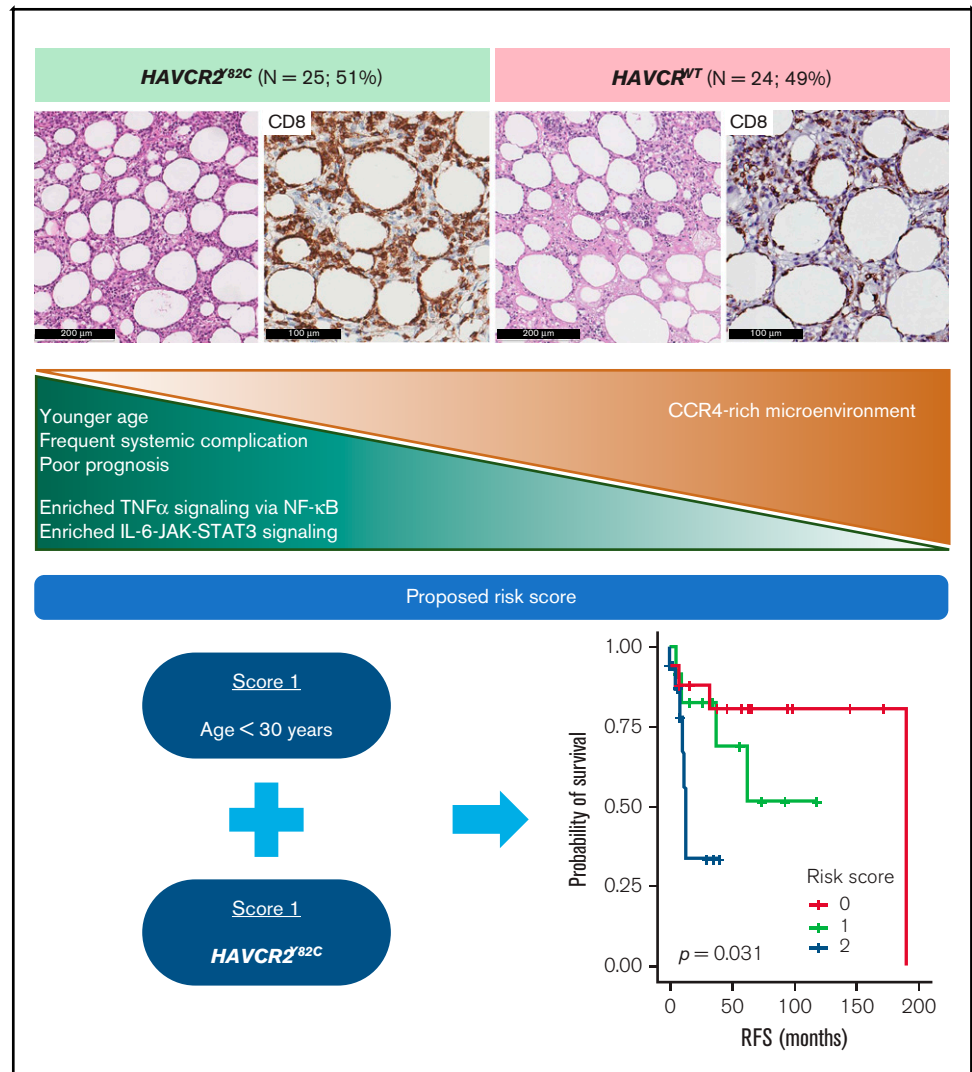 HAVCR2Y82C (N = 25; 51%)
HAVCRWT (N = 24; 49%)
CD8
CD8
200 μm
100 μm
200 μm
100 μm
Younger age
Frequent systemic complication
Poor prognosis
Enriched TNFα signaling via NF-κB
Enriched IL-6-JAK-STAT3 signaling
CCR4-rich microenvironment
Proposed risk score
Score 1
Age < 30 years
Score 1
HAVCR2Y82C
Probability of survival
1.00
0.75
0.50
0.25
0.00
Risk score
0
1
2
p = 0.031
0 50 100 150 200
RFS (months)